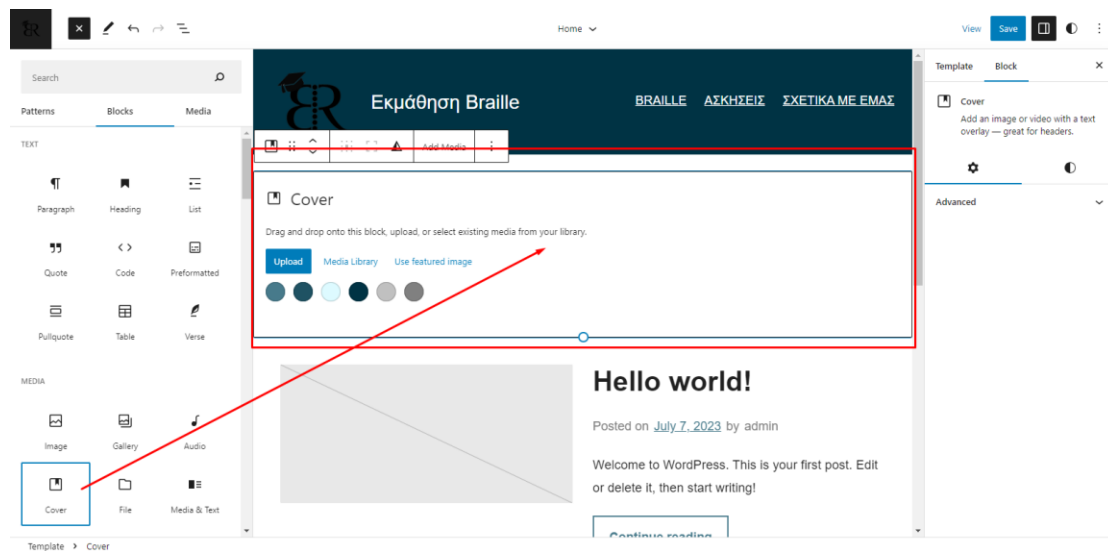 Home
View
Save
Search
Patterns
Blocks
Media
TEXT
Paragraph
Heading
List
Quote
Code
Preformatted
Pullquote
Table
Verse
MEDIA
Image
Gallery
Audio
Cover
File
Media & Text
Εκμάθηση Braille
BRAILLE ΑΣΚΗΣΕΙΣ ΣΧΕΤΙΚΑ ΜΕ ΕΜΑΣ
Add Media
Cover
Drag and drop onto this block, upload, or select existing media from your library.
Upload Media Library Use featured image
Hello world!
Posted on July 7, 2023 by admin
Welcome to WordPress. This is your first post. Edit
or delete it, then start writing!
Continue reading
Template Block
Cover
Add an image or video with a text
overlay — great for headers.
Advanced
Template > Cover